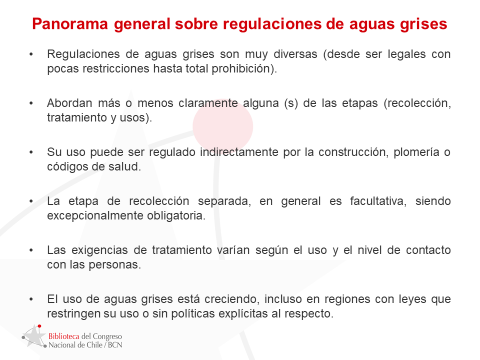 Panorama general sobre regulaciones de aguas grises
• Regulaciones de aguas grises son muy diversas (desde ser legales con
pocas restricciones hasta total prohibición).
• Abordan más o menos claramente alguna (s) de las etapas (recolección,
tratamiento y usos).
• Su uso puede ser regulado indirectamente por la construcción, plomería o
códigos de salud.
• La etapa de recolección separada, en general es facultativa, siendo
excepcionalmente obligatoria.
• Las exigencias de tratamiento varían según el uso y el nivel de contacto
con las personas.
• El uso de aguas grises está creciendo, incluso en regiones con leyes que
restringen su uso o sin políticas explícitas al respecto.
Biblioteca del Congreso
Nacional de Chile / BCN